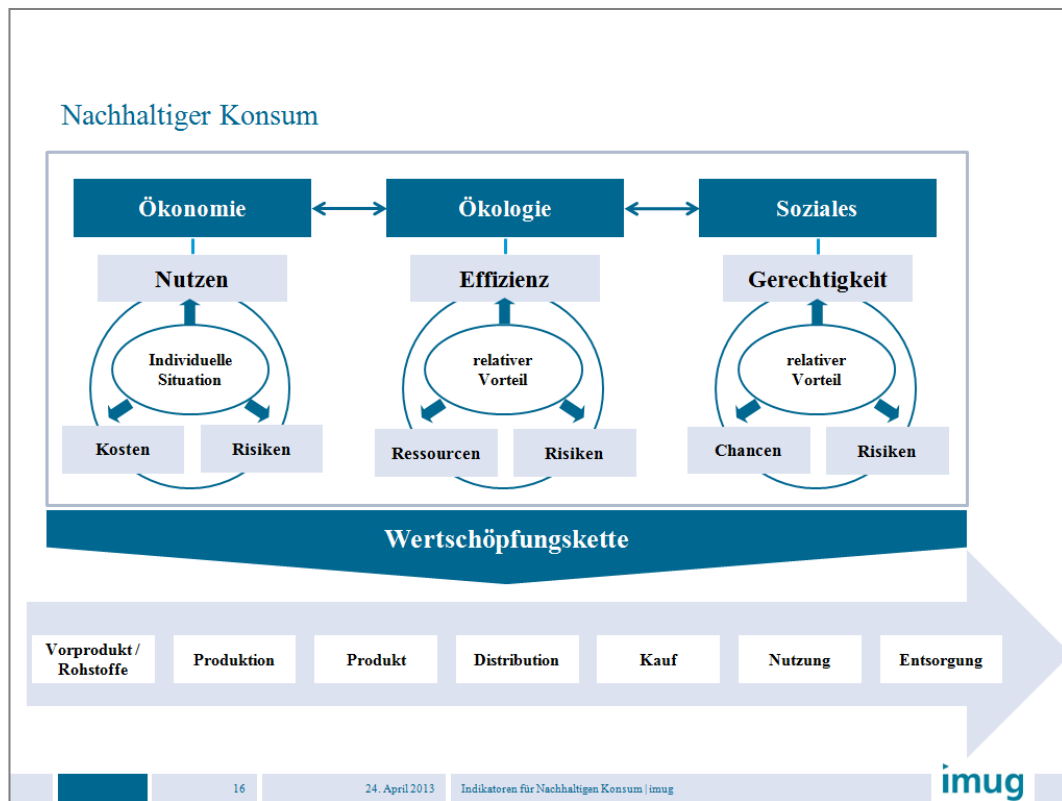 Nachhaltiger Konsum
Ökonomie
Ökologie
Soziales
Nutzen
Effizienz
Gerechtigkeit
Individuelle
Situation
relativer
Vorteil
relativer
Vorteil
Kosten
Risiken
Ressourcen
Risiken
Chancen
Risiken
Wertschöpfungskette
Vorprodukt /
Rohstoffe
Produktion
Produkt
Distribution
Kauf
Nutzung
Entsorgung
16
24. April 2013
Indikatoren für Nachhaltigen Konsum | imug
imug